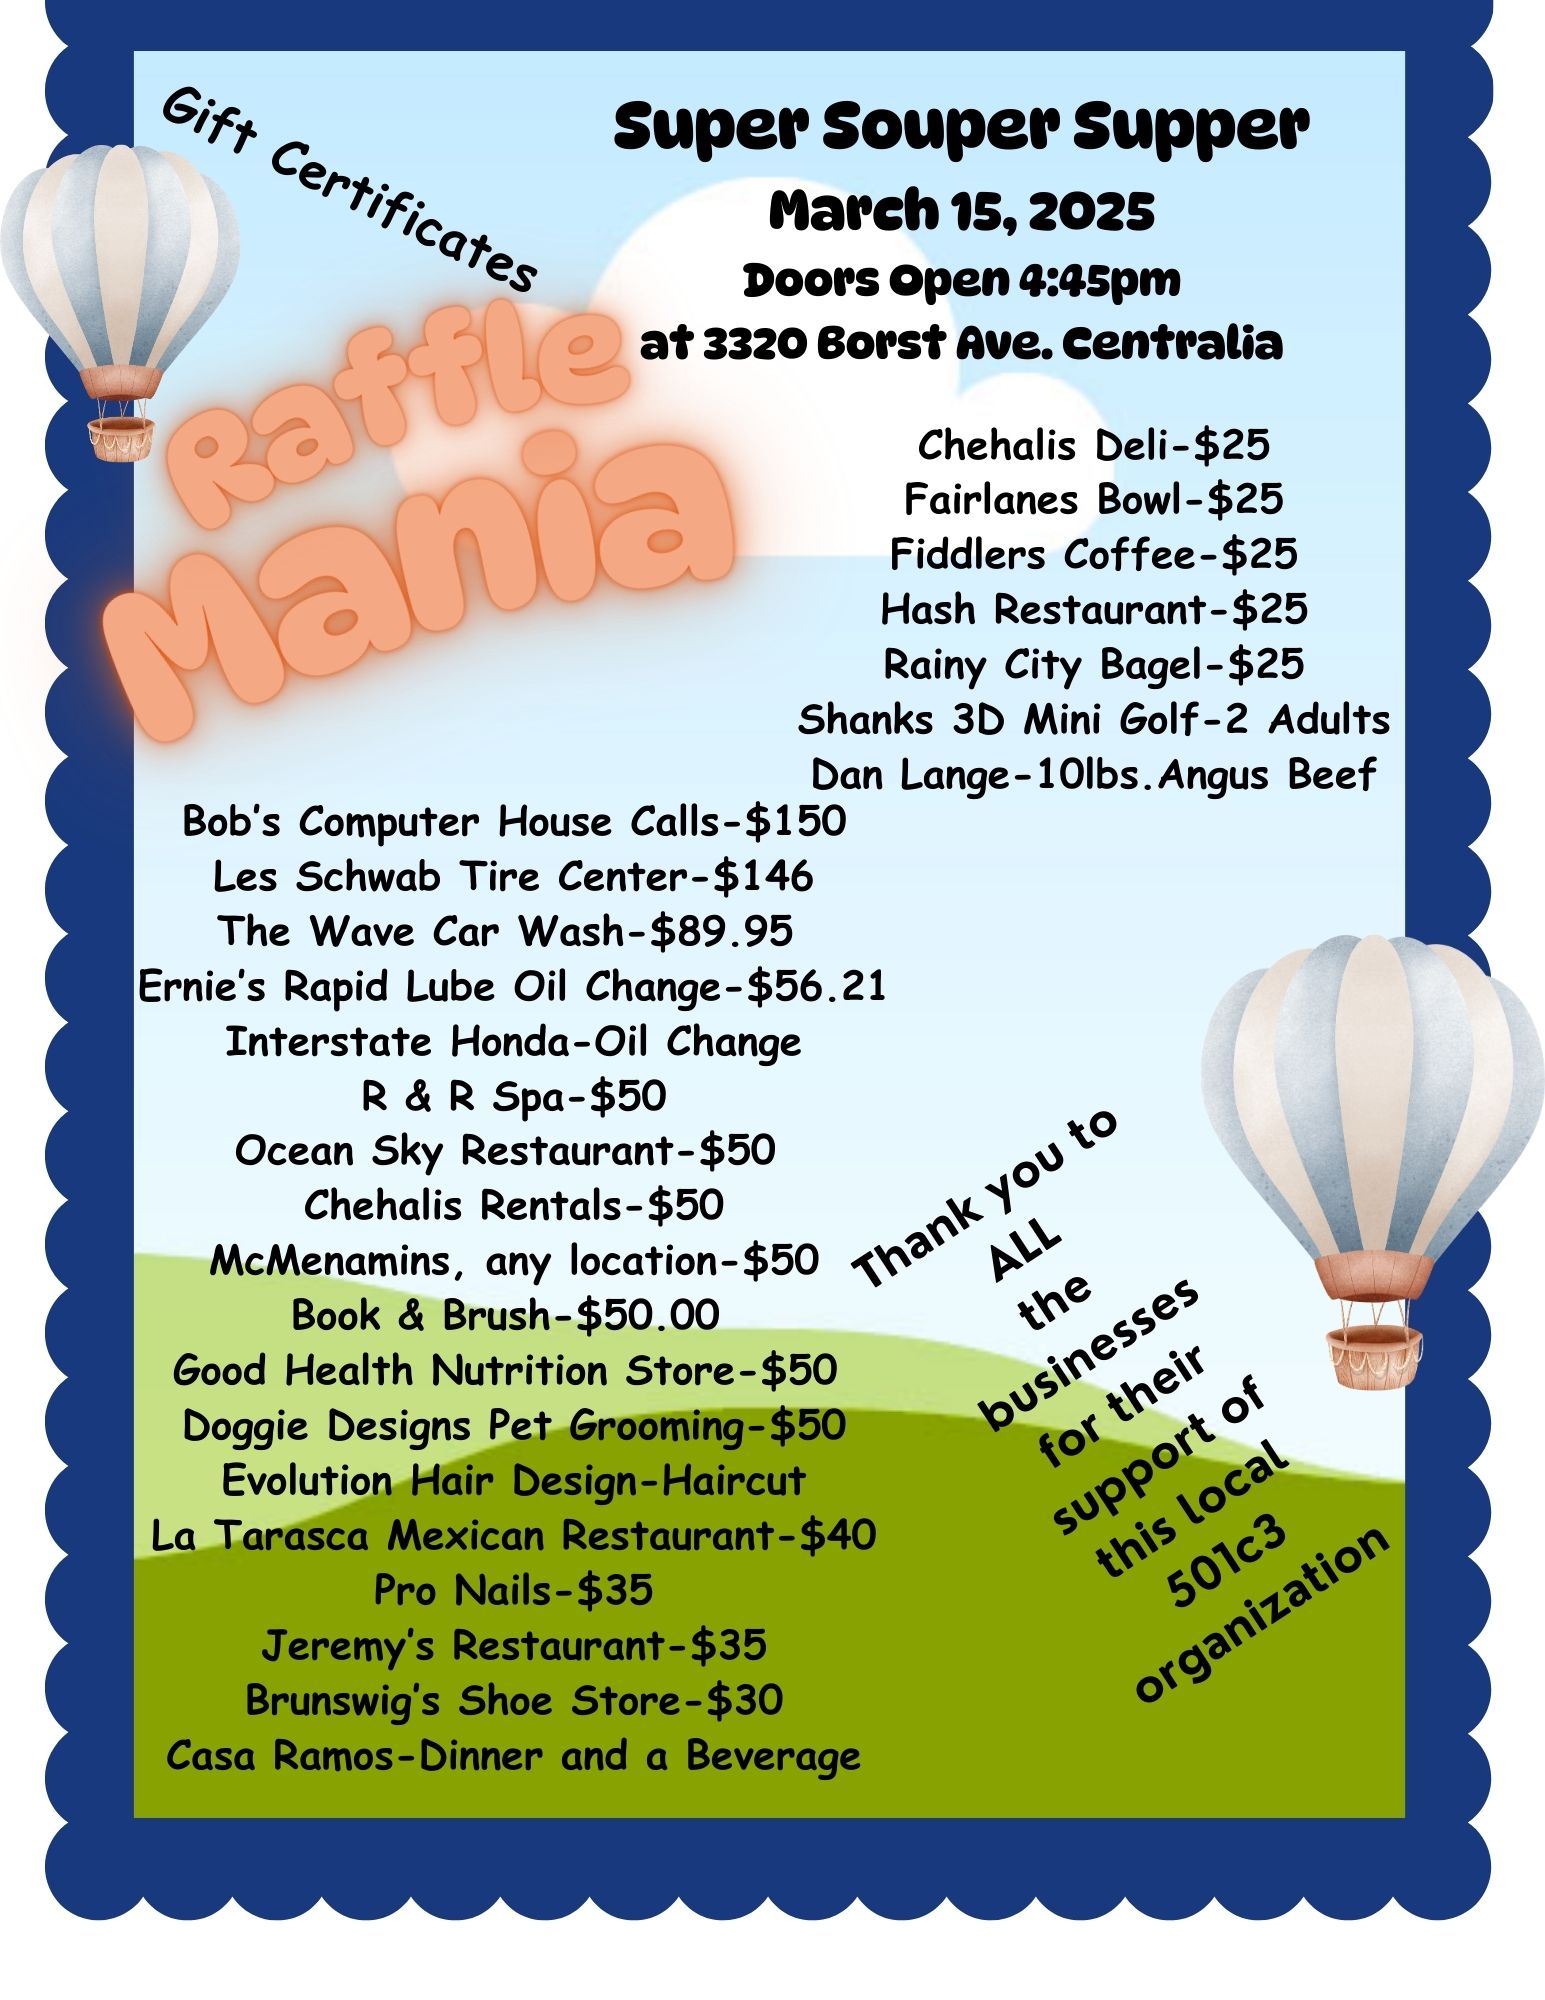 Gift Certificates
Raffle
Mania
Super Souper Supper
March 15, 2025
Doors Open 4:45pm
at 3320 Borst Ave. Centralia
Chehalis Deli-$25
Fairlanes Bowl-$25
Fiddlers Coffee-$25
Hash Restaurant-$25
Rainy City Bagel-$25
Shanks 3D Mini Golf-2 Adults
Dan Lange-10lbs.Angus Beef
Bob's Computer House Calls-$150
Les Schwab Tire Center-$146
The Wave Car Wash-$89.95
Ernie's Rapid Lube Oil Change-$56.21
Interstate Honda-Oil Change
R & R Spa-$50
Ocean Sky Restaurant-$50
Chehalis Rentals-$50
McMenamins, any location-$50
Book & Brush-$50.00
Good Health Nutrition Store-$50
Doggie Designs Pet Grooming-$50
Evolution Hair Design-Haircut
La Tarasca Mexican Restaurant-$40
Pro Nails-$35
Jeremy's Restaurant-$35
Brunswig's Shoe Store-$30
Casa Ramos-Dinner and a Beverage
Thank you to
ALL
the
businesses
for their
support of
this local
501c3
organization